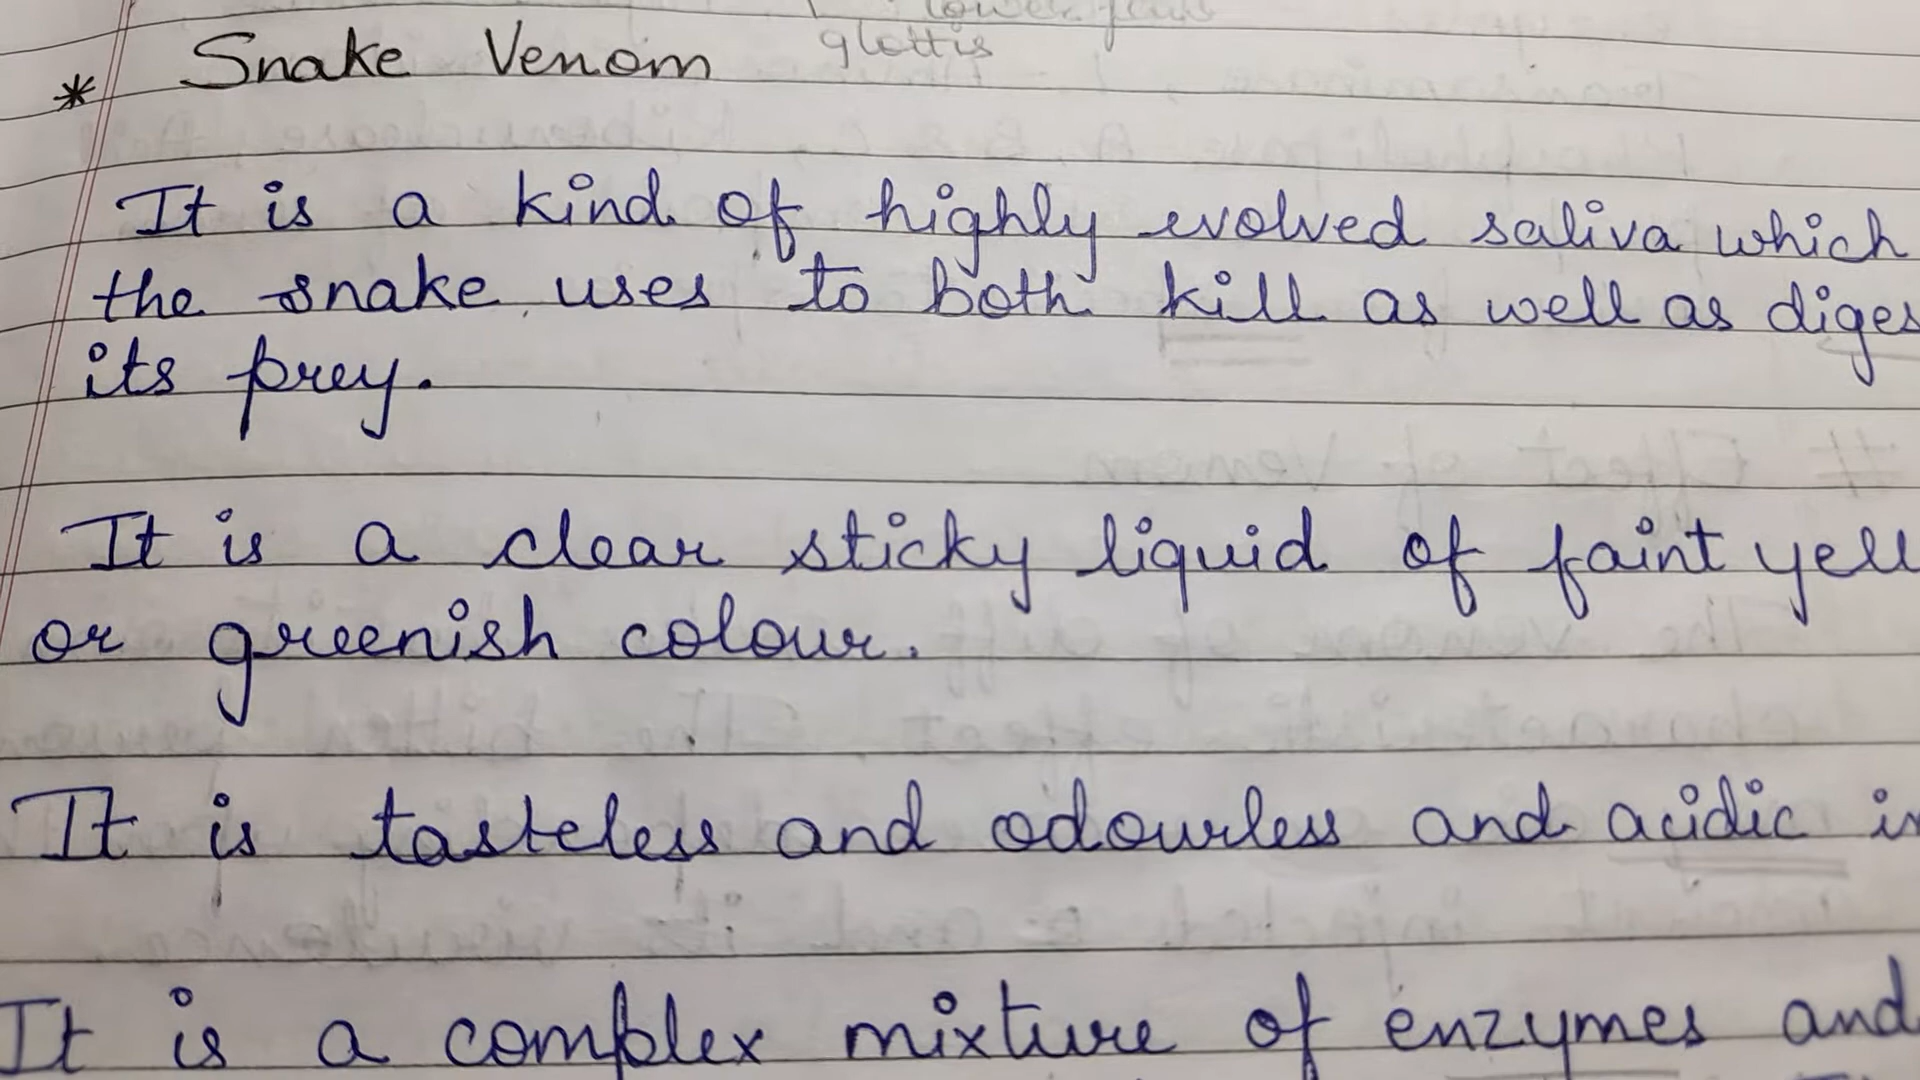 glottis
* Snake Venom
It is a kind of highly evolved saliva which
the snake uses to both kill as well as diges
its prey.
It is a clear sticky liquid of faint yell
or greenish colour.
It is tasteless and odourless and acidic in
It is a complex mixture of enzymes and